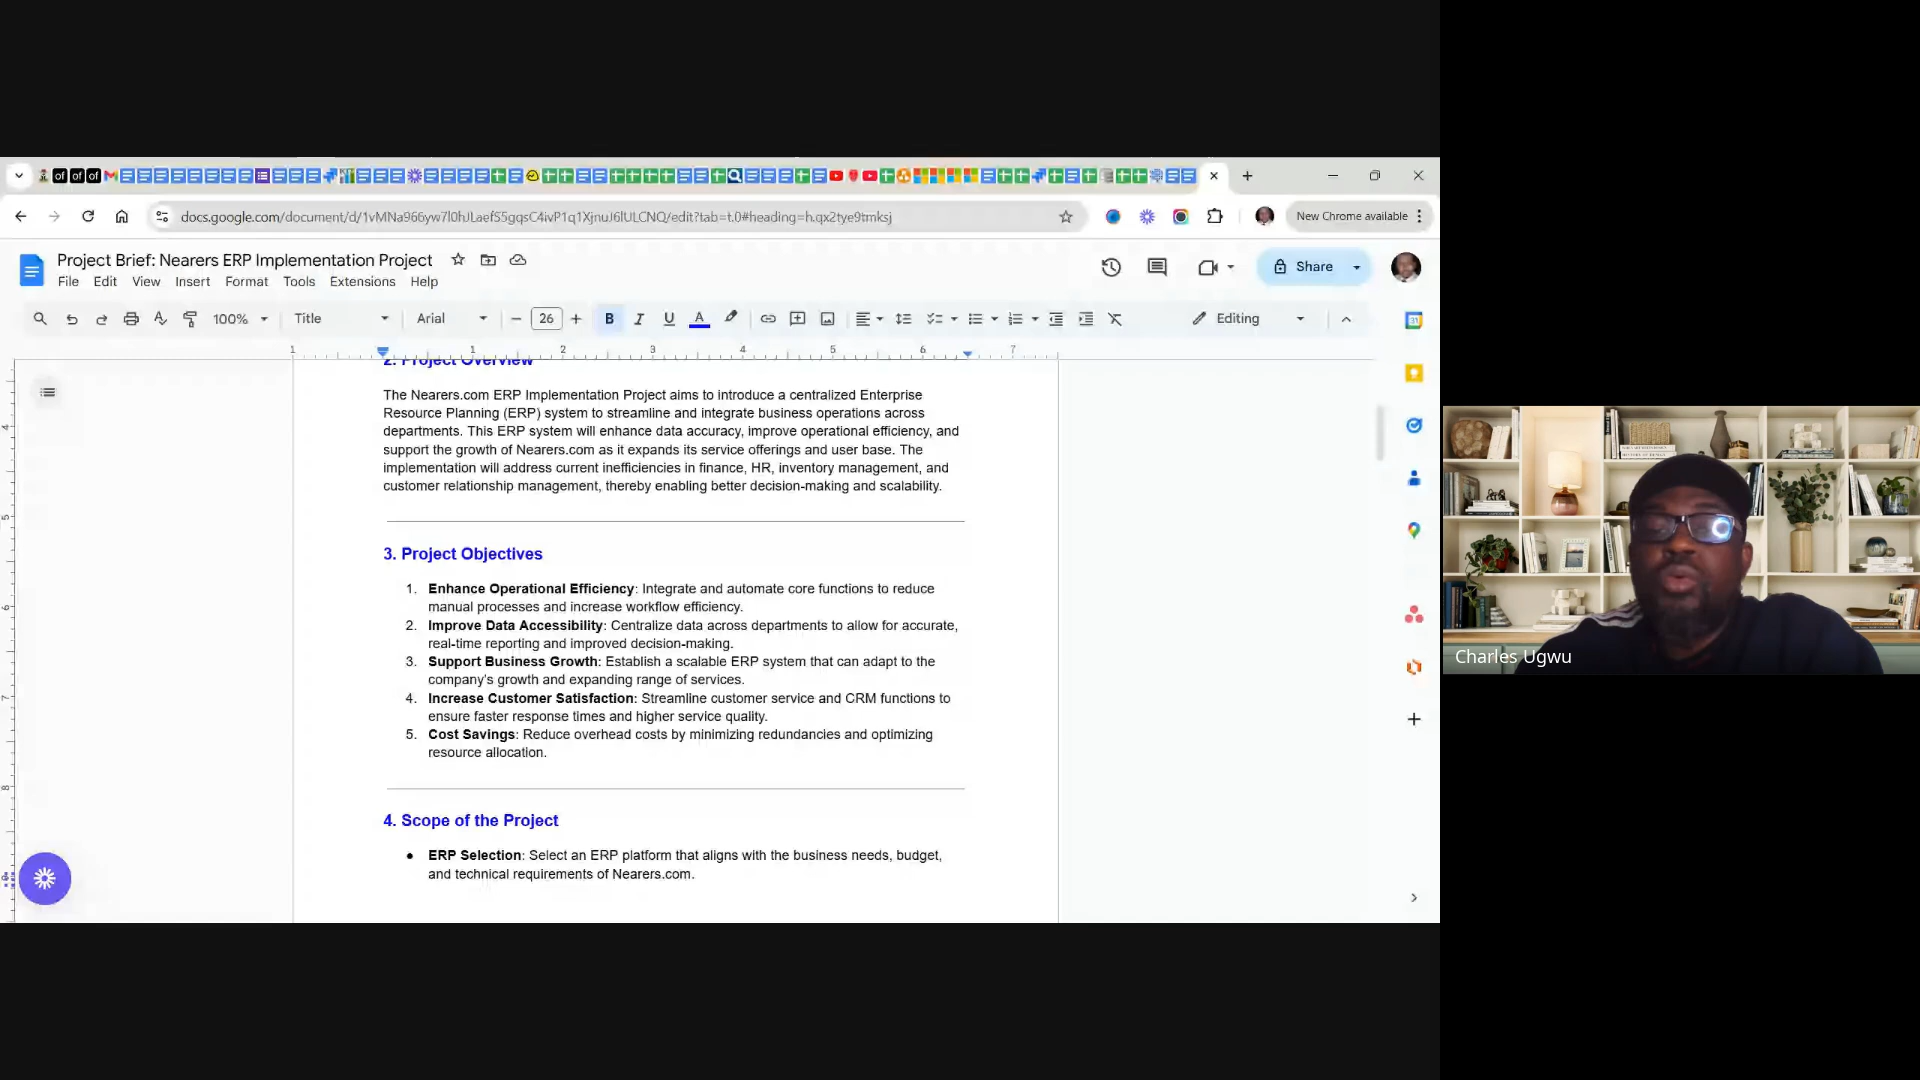 docs.google.com/document/d/1vMNa966yw7l0hJLaefS5gqsC4ivP1q1XjnuJ6lULCNQ/edit?tab=t.0#heading=h.qx2tye9tmksj
New Chrome available
Project Brief: Nearers ERP Implementation Project
Share
File Edit View Insert Format Tools Extensions Help
100% Title Arial 26 B I U A Editing
1 1 2 3 4 5 6 7
2. Project Overview
The Nearers.com ERP Implementation Project aims to introduce a centralized Enterprise
Resource Planning (ERP) system to streamline and integrate business operations across
departments. This ERP system will enhance data accuracy, improve operational efficiency, and
support the growth of Nearers.com as it expands its service offerings and user base. The
implementation will address current inefficiencies in finance, HR, inventory management, and
customer relationship management, thereby enabling better decision-making and scalability.
3. Project Objectives
1. Enhance Operational Efficiency: Integrate and automate core functions to reduce
manual processes and increase workflow efficiency.
2. Improve Data Accessibility: Centralize data across departments to allow for accurate,
real-time reporting and improved decision-making.
3. Support Business Growth: Establish a scalable ERP system that can adapt to the
company's growth and expanding range of services.
4. Increase Customer Satisfaction: Streamline customer service and CRM functions to
ensure faster response times and higher service quality.
5. Cost Savings: Reduce overhead costs by minimizing redundancies and optimizing
resource allocation.
4. Scope of the Project
● ERP Selection: Select an ERP platform that aligns with the business needs, budget,
and technical requirements of Nearers.com.
Charles Ugwu